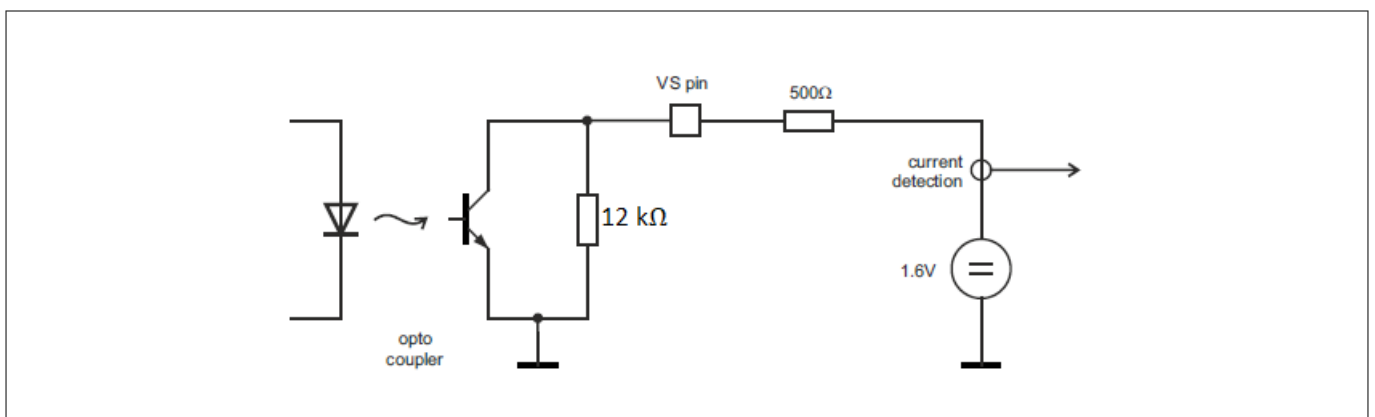 VS pin
500Ω
current
detection
12 kΩ
1.6V
opto
coupler